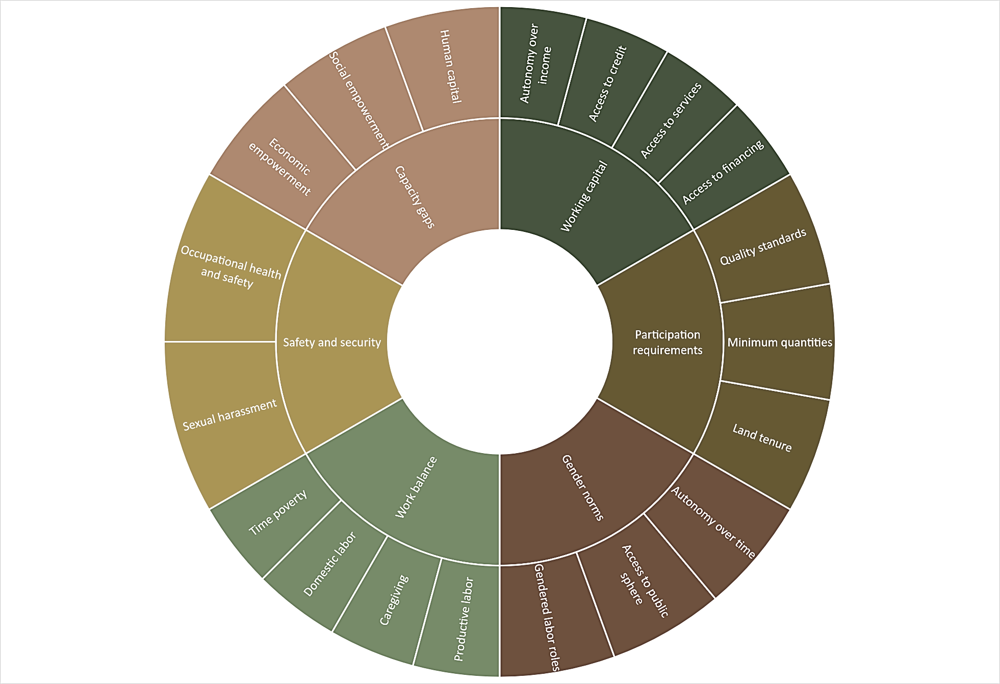 Working capital
Autonomy over
income
Access to credit
Access to services
Access to financing
Participation
requirements
Quality standards
Minimum quantities
Land tenure
Gender norms
Autonomy over time
Access to public
sphere
Gendered labor roles
Work balance
Productive labor
Caregiving
Domestic labor
Time poverty
Safety and security
Sexual harassment
Occupational health
and safety
Capacity gaps
Economic
empowerment
Social empowerment
Human capital